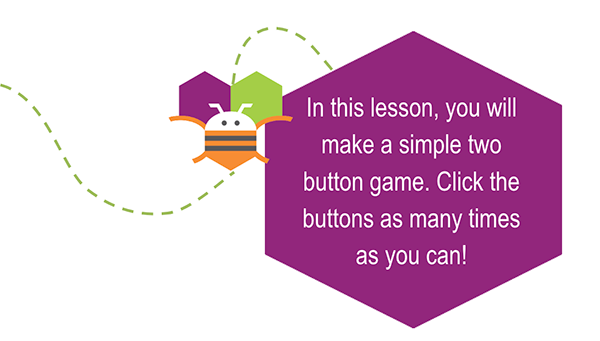 In this lesson, you will
make a simple two
button game. Click the
buttons as many times
as you can!